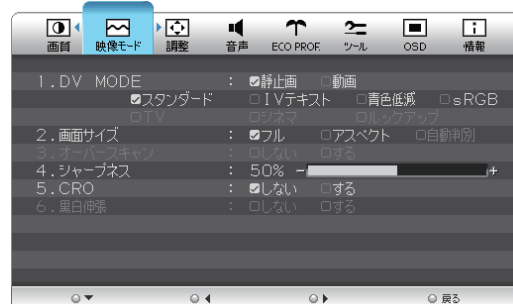 画質 映像モード 調整 音声 ECO PROF. ツール OSD 情報
1.DV MODE : ☑静止画 □動画
☑スタンダード □IVテキスト □青色低減 □sRGB
□TV □シネマ □ルックアップ
2.画面サイズ : ☑フル □アスペクト □自動判別
3.オーバースキャン : □しない □する
4.シャープネス : 50% − +
5.CRO : ☑しない □する
6.黒白伸張 : □しない □する
戻る